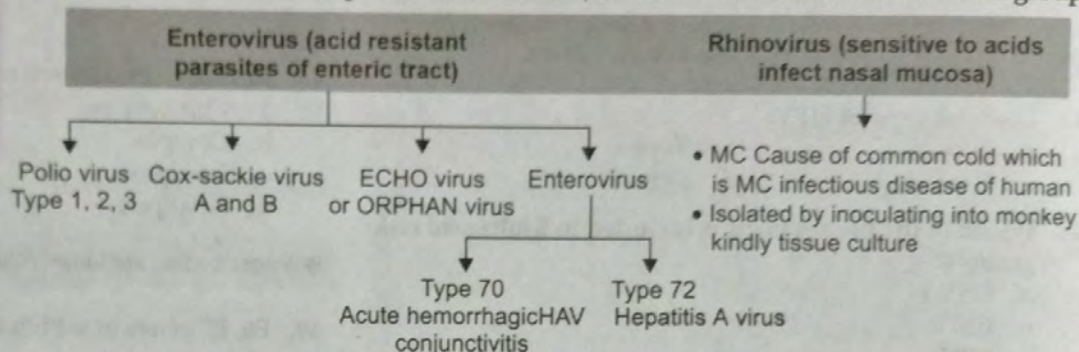 group
Enterovirus (acid resistant
parasites of enteric tract)
Rhinovirus (sensitive to acids
infect nasal mucosa)
Polio virus
Type 1, 2, 3
Cox-sackie virus
A and B
ECHO virus
or ORPHAN virus
Enterovirus
• MC Cause of common cold which
is MC infectious disease of human
• Isolated by inoculating into monkey
kindly tissue culture
Type 70
Acute hemorrhagicHAV
conjunctivitis
Type 72
Hepatitis A virus